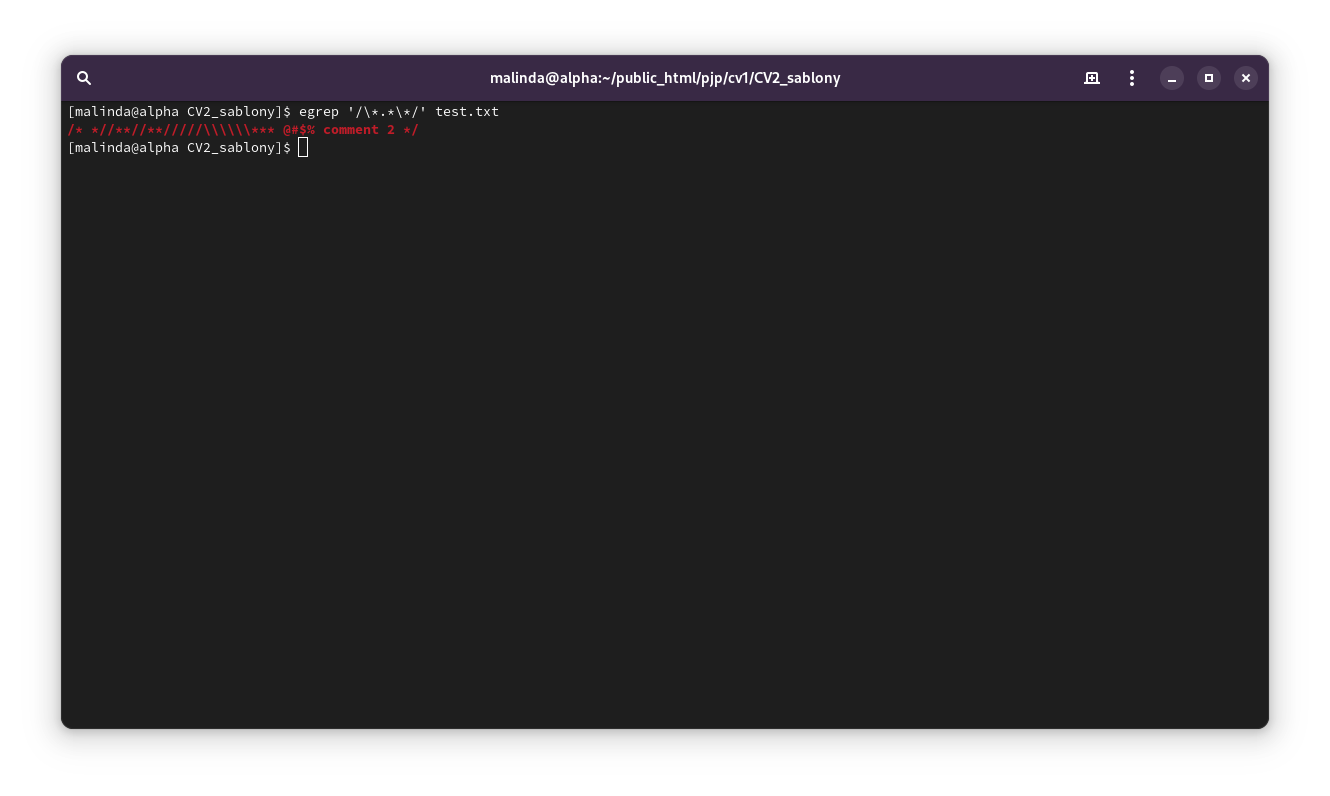 malinda@alpha:~/public_html/pjp/cv1/CV2_sablony
[malinda@alpha CV2_sablony]$ egrep '/\*.*\*/' test.txt
/* *//**//**/////\\\\\\*** @#$% comment 2 */
[malinda@alpha CV2_sablony]$